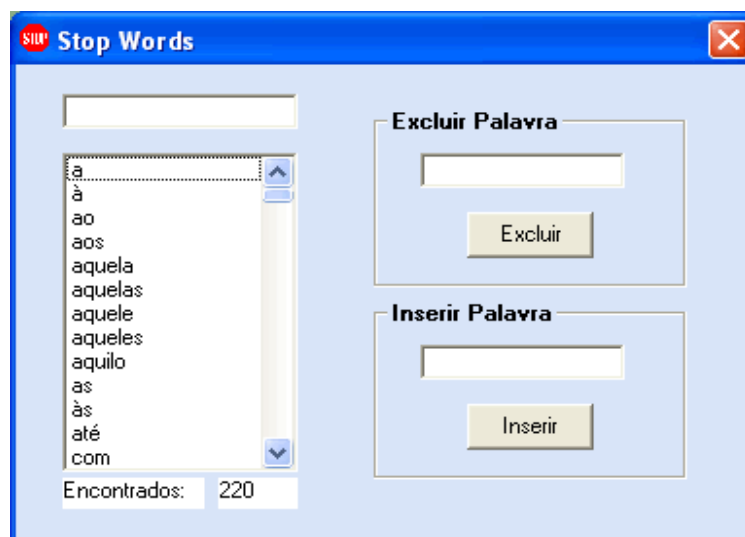 STOP Stop Words
a
à
ao
aos
aquela
aquelas
aquele
aqueles
aquilo
as
às
até
com
Encontrados: 220
Excluir Palavra
Excluir
Inserir Palavra
Inserir